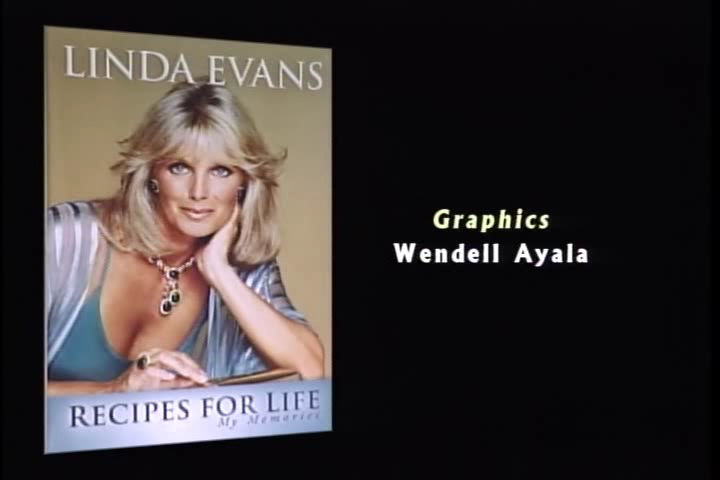 LINDA EVANS
Graphics
Wendell Ayala
RECIPES FOR LIFE
My Memories